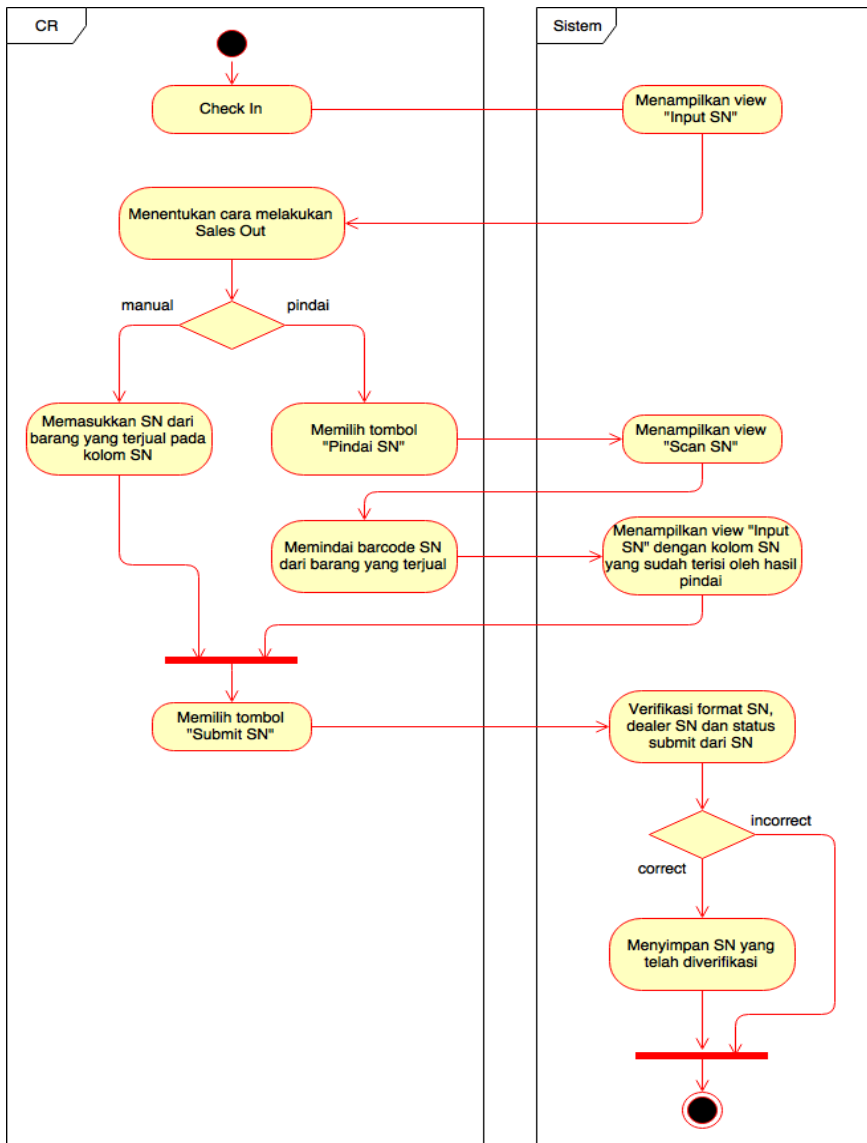 CR
Sistem
Check In
Menampilkan view
"Input SN"
Menentukan cara melakukan
Sales Out
manual
pindai
Memasukkan SN dari
barang yang terjual pada
kolom SN
Memilih tombol
"Pindai SN"
Menampilkan view
"Scan SN"
Memindai barcode SN
dari barang yang terjual
Menampilkan view "Input
SN" dengan kolom SN
yang sudah terisi oleh hasil
pindai
Memilih tombol
"Submit SN"
Verifikasi format SN,
dealer SN dan status
submit dari SN
incorrect
correct
Menyimpan SN yang
telah diverifikasi